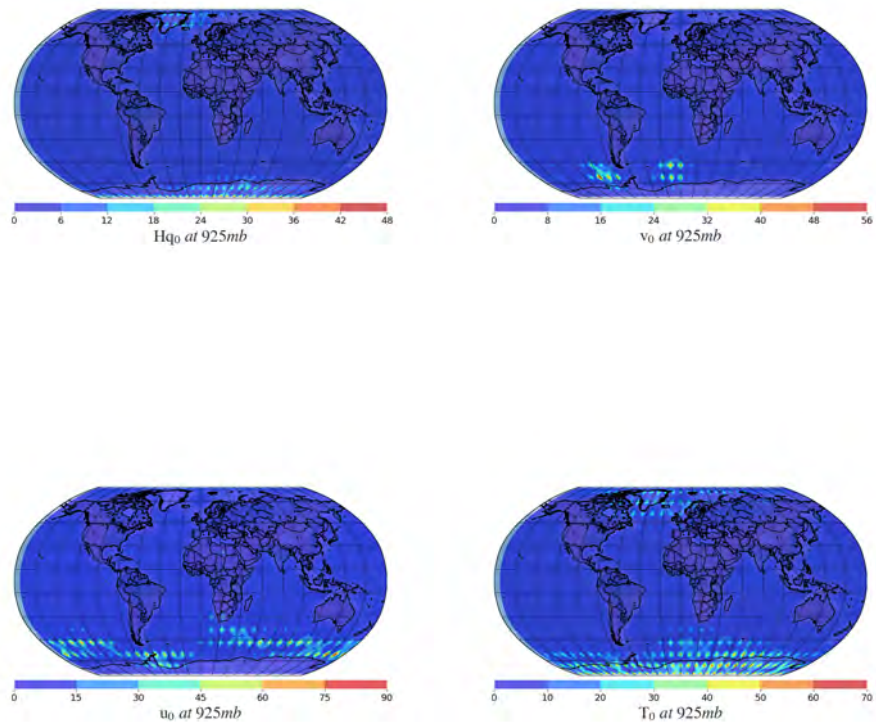 0 6 12 18 24 30 36 42 48
Hq₀ at 925mb
0 8 16 24 32 40 48 56
v₀ at 925mb
0 15 30 45 60 75 90
u₀ at 925mb
0 10 20 30 40 50 60 70
T₀ at 925mb